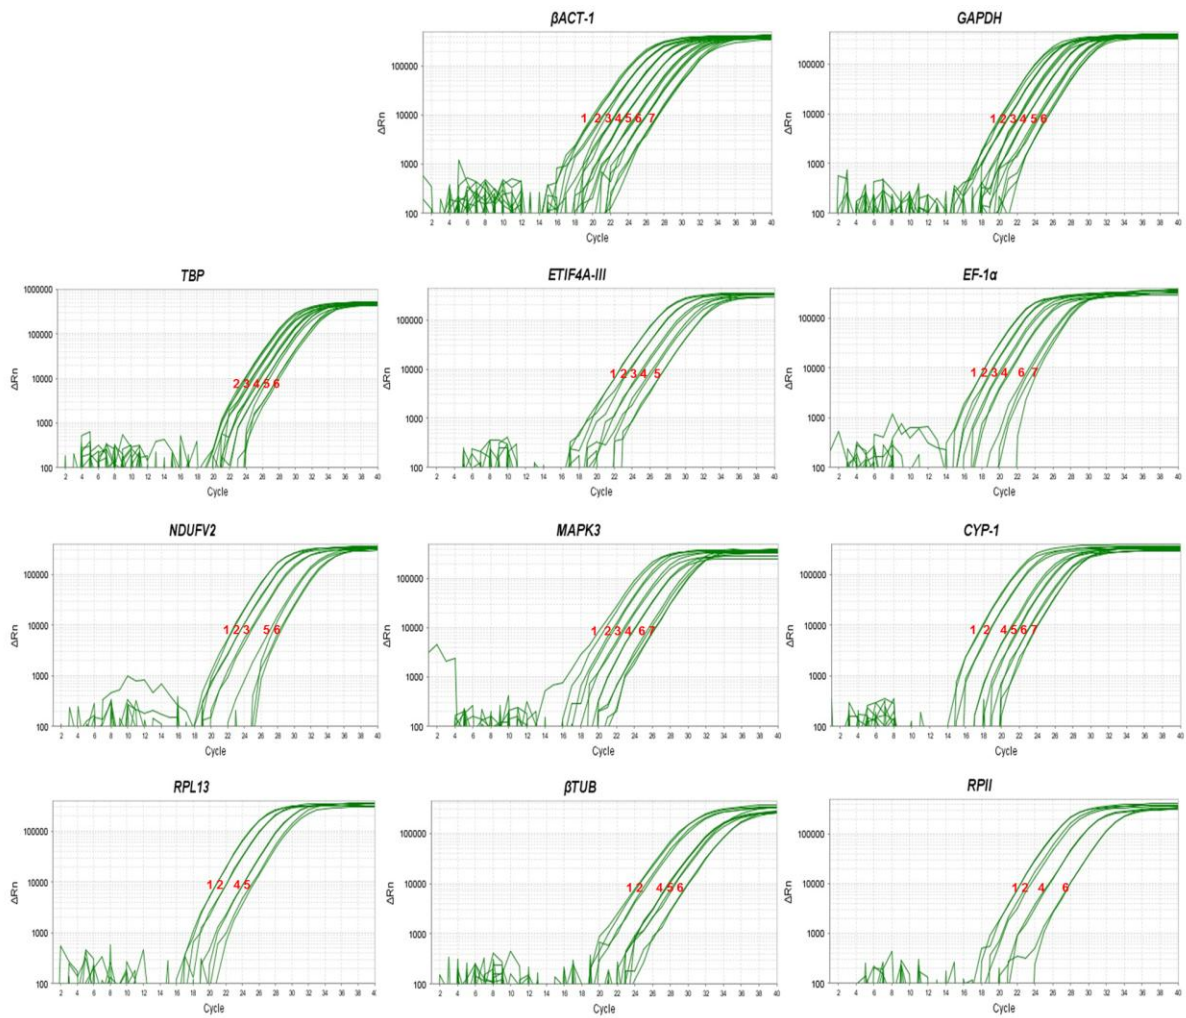 βACT-1
100000
10000
1000
100
ΔRn
1 2 3 4 5 6 7
2 4 6 8 10 12 14 16 18 20 22 24 26 28 30 32 34 36 38 40
Cycle
GAPDH
100000
10000
1000
100
ΔRn
1 2 3 4 5 6
2 4 6 8 10 12 14 16 18 20 22 24 26 28 30 32 34 36 38 40
Cycle
TBP
1000000
100000
10000
1000
100
ΔRn
2 3 4 5 6
2 4 6 8 10 12 14 16 18 20 22 24 26 28 30 32 34 36 38 40
Cycle
ETIF4A-III
100000
10000
1000
100
ΔRn
1 2 3 4 5
2 4 6 8 10 12 14 16 18 20 22 24 26 28 30 32 34 36 38 40
Cycle
EF-1α
100000
10000
1000
100
ΔRn
1 2 3 4 6 7
2 4 6 8 10 12 14 16 18 20 22 24 26 28 30 32 34 36 38 40
Cycle
NDUFV2
100000
10000
1000
100
ΔRn
1 2 3 5 6
2 4 6 8 10 12 14 16 18 20 22 24 26 28 30 32 34 36 38 40
Cycle
MAPK3
100000
10000
1000
100
ΔRn
1 2 3 4 6 7
2 4 6 8 10 12 14 16 18 20 22 24 26 28 30 32 34 36 38 40
Cycle
CYP-1
100000
10000
1000
100
ΔRn
1 2 4 5 6 7
2 4 6 8 10 12 14 16 18 20 22 24 26 28 30 32 34 36 38 40
Cycle
RPL13
100000
10000
1000
100
ΔRn
1 2 4 5
2 4 6 8 10 12 14 16 18 20 22 24 26 28 30 32 34 36 38 40
Cycle
βTUB
100000
10000
1000
100
ΔRn
1 2 4 5 6
2 4 6 8 10 12 14 16 18 20 22 24 26 28 30 32 34 36 38 40
Cycle
RPII
100000
10000
1000
100
ΔRn
1 2 4 6
2 4 6 8 10 12 14 16 18 20 22 24 26 28 30 32 34 36 38 40
Cycle